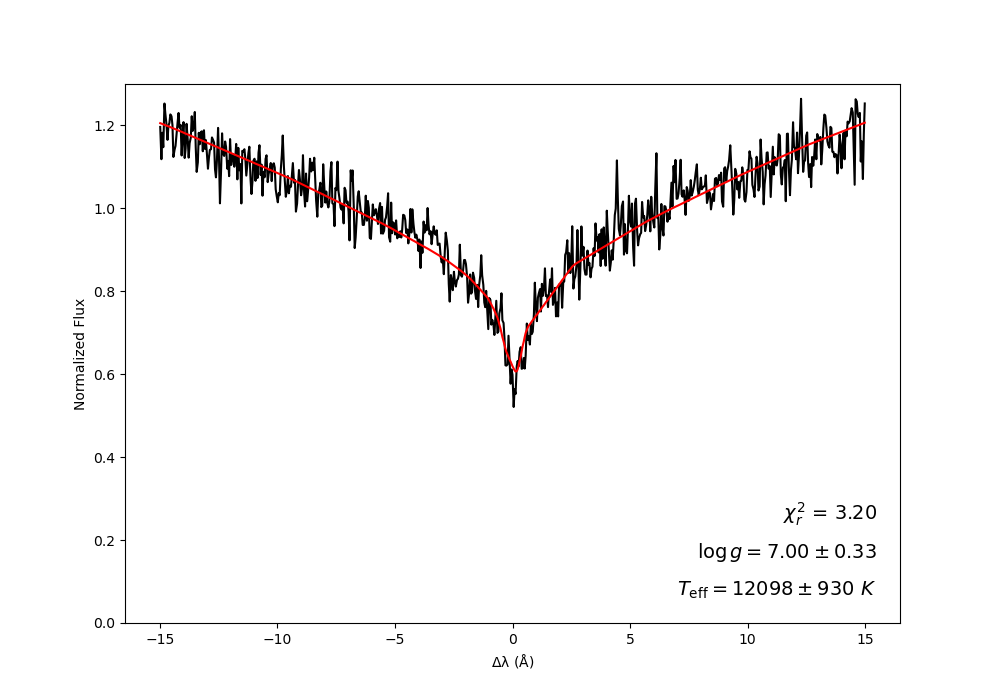 1.2
1.0
0.8
0.6
0.4
0.2
0.0
Normalized Flux
χ²ᵣ = 3.20
log g = 7.00 ± 0.33
T_eff = 12098 ± 930 K
−15 −10 −5 0 5 10 15
Δλ (Å)